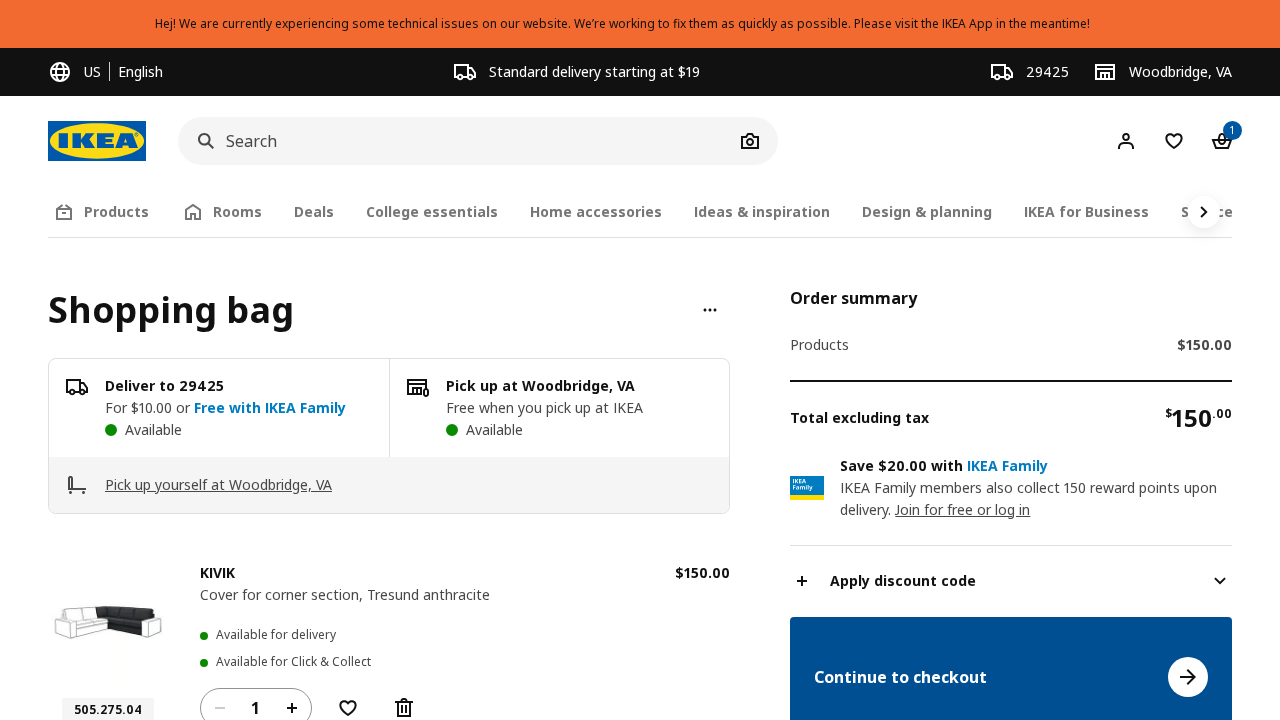 Hej! We are currently experiencing some technical issues on our website. We’re working to fix them as quickly as possible. Please visit the IKEA App in the meantime!
US | English
Standard delivery starting at $19
29425
Woodbridge, VA
IKEA
Search
1
Products
Rooms
Deals
College essentials
Home accessories
Ideas & inspiration
Design & planning
IKEA for Business
Shopping bag
Deliver to 29425
For $10.00 or Free with IKEA Family
Available
Pick up at Woodbridge, VA
Free when you pick up at IKEA
Available
Pick up yourself at Woodbridge, VA
KIVIK
$150.00
Cover for corner section, Tresund anthracite
Available for delivery
Available for Click & Collect
1
505.275.04
Order summary
Products
$150.00
Total excluding tax
$150.00
Save $20.00 with IKEA Family
IKEA
Family
IKEA Family members also collect 150 reward points upon
delivery. Join for free or log in
Apply discount code
Continue to checkout